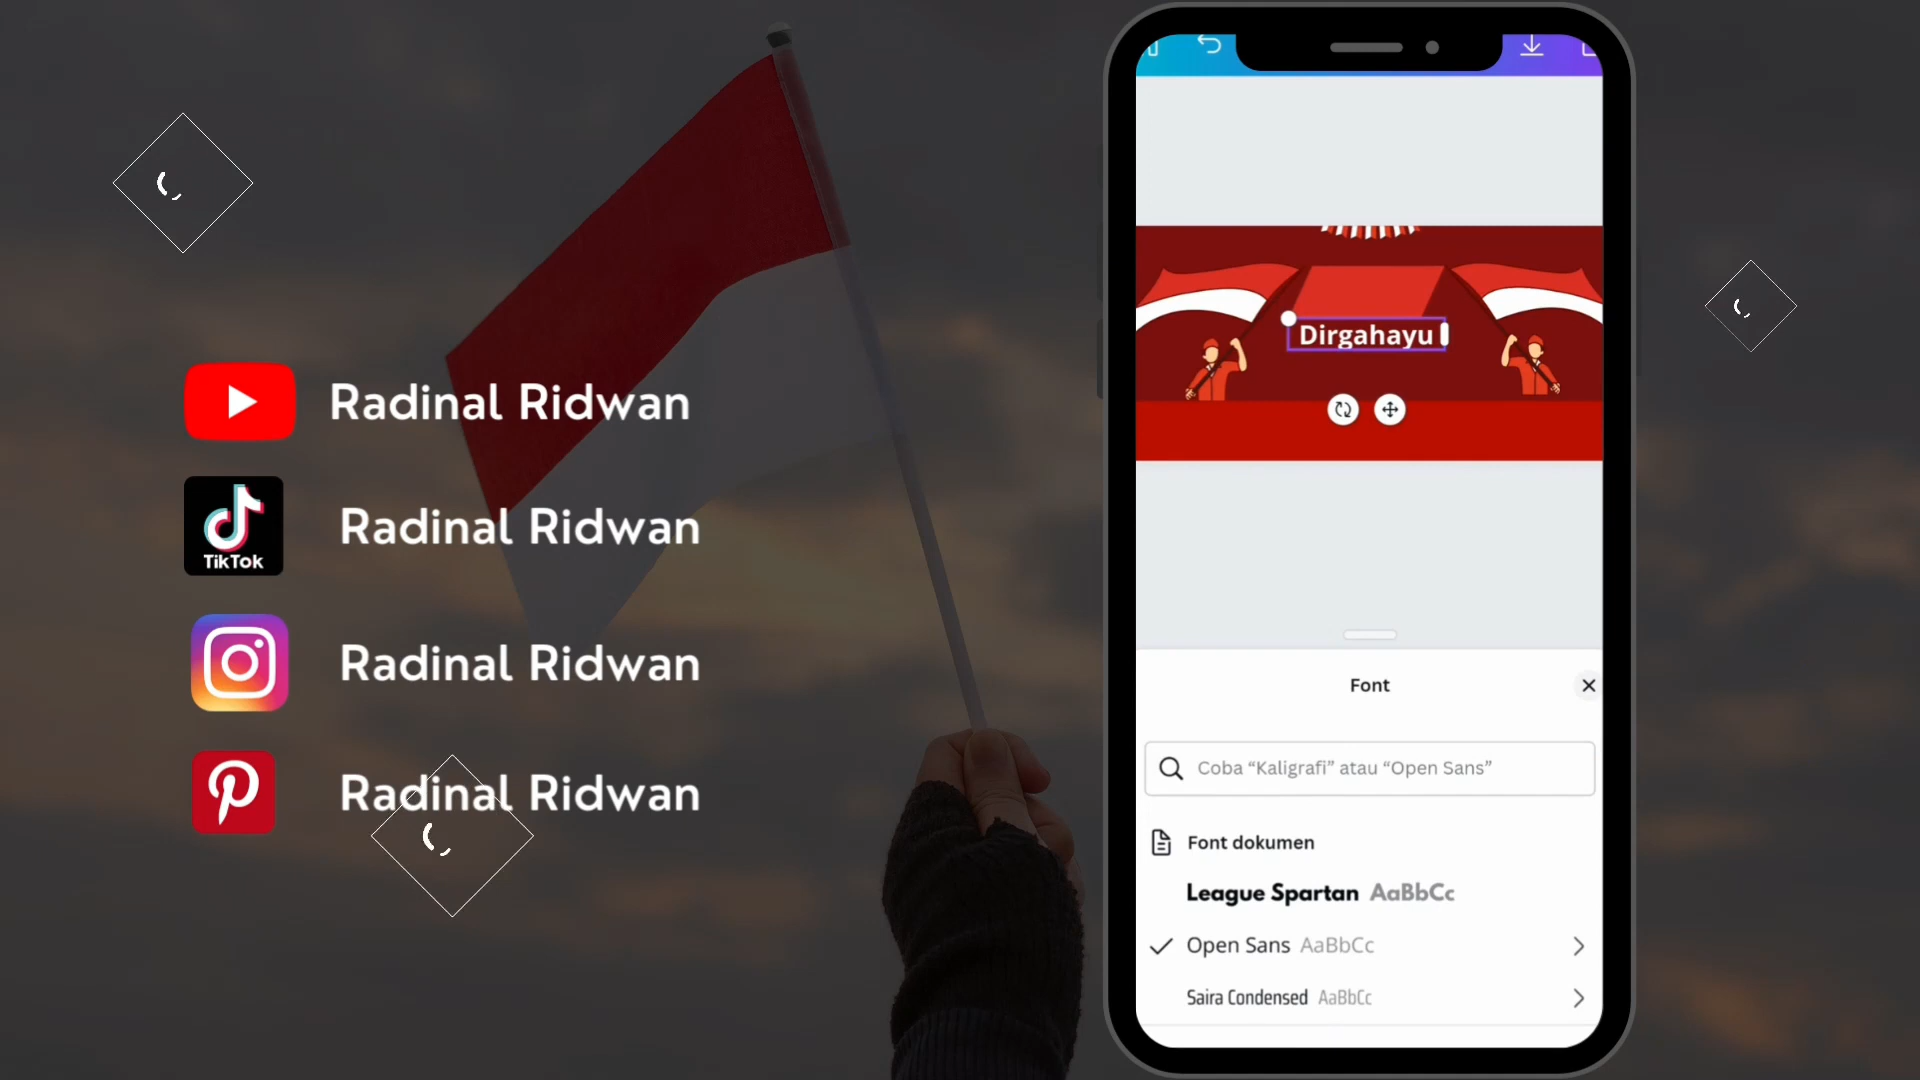 Radinal Ridwan
TikTok
Radinal Ridwan
Radinal Ridwan
Radinal Ridwan
Dirgahayu
Font
Coba “Kaligrafi” atau “Open Sans”
Font dokumen
League Spartan AaBbCc
Open Sans AaBbCc
Saira Condensed AaBbCc